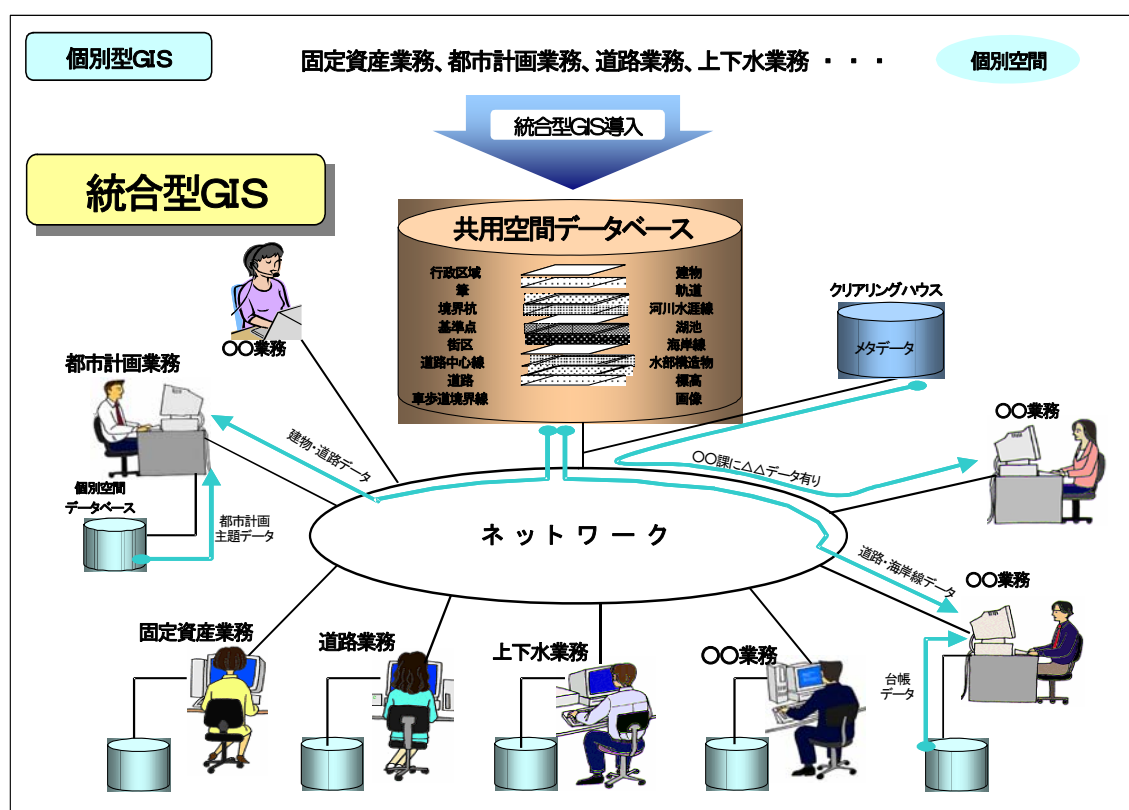 個別型GIS
固定資産業務、都市計画業務、道路業務、上下水業務 ・ ・ ・
個別空間
統合型GIS導入
統合型GIS
共用空間データベース
行政区域
筆
境界杭
基準点
街区
道路中心線
道路
車歩道境界線
建物
軌道
河川水涯線
湖池
海岸線
水部構造物
標高
画像
クリアリングハウス
メタデータ
〇〇業務
都市計画業務
建物・道路データ
個別空間
データベース
都市計画
主題データ
〇〇課に△△データ有り
〇〇業務
ネットワーク
道路・海岸線データ
〇〇業務
台帳
データ
固定資産業務
道路業務
上下水業務
〇〇業務